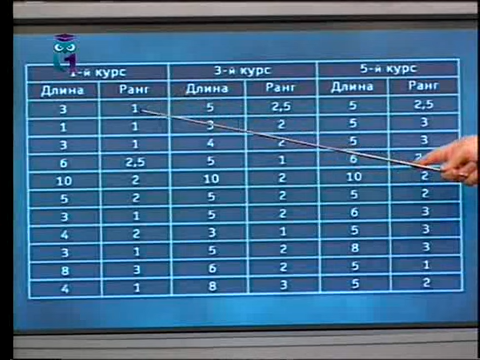 1
-й курс 3-й курс 5-й курс
Длина Ранг Длина Ранг Длина Ранг
3 1 5 2,5 5 2,5
1 1 3 2 5 3
3 1 4 2 5 3
6 2,5 5 1 6
10 2 10 2 10 2
5 2 5 2 5 2
3 1 5 2 6 3
4 2 3 1 5 3
3 1 5 2 8 3
8 3 6 2 5 1
4 1 8 3 5 2